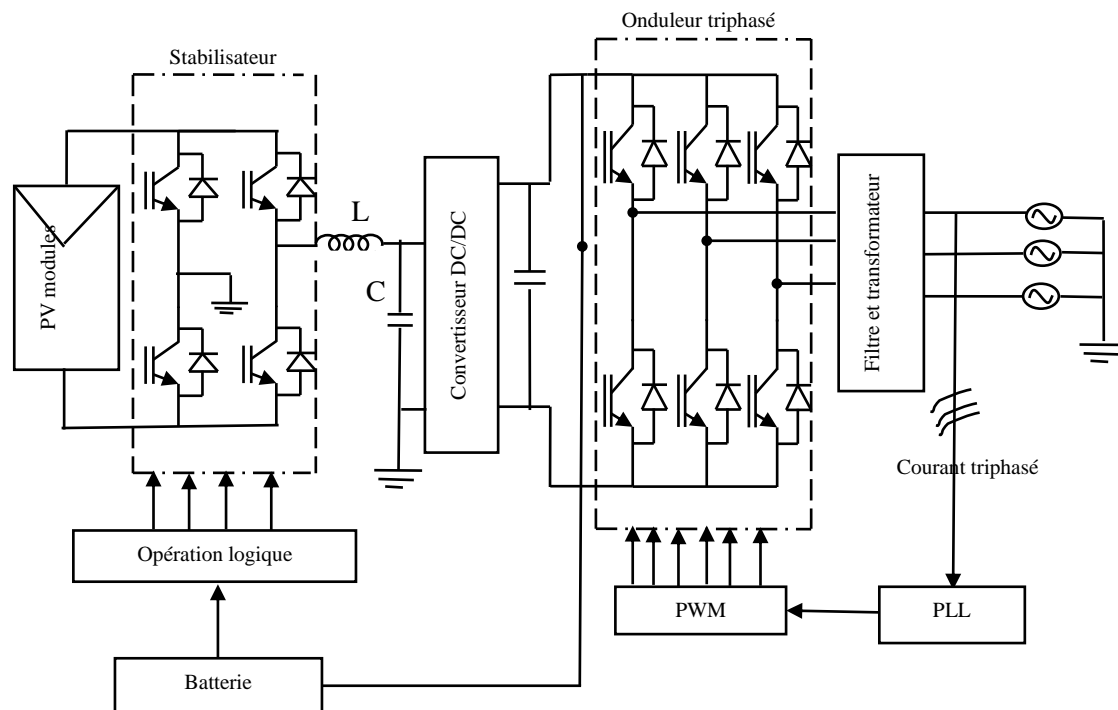 Onduleur triphasé
Stabilisateur
PV modules
L
C
Convertisseur DC/DC
Filtre et transformateur
Courant triphasé
Opération logique
PWM
PLL
Batterie